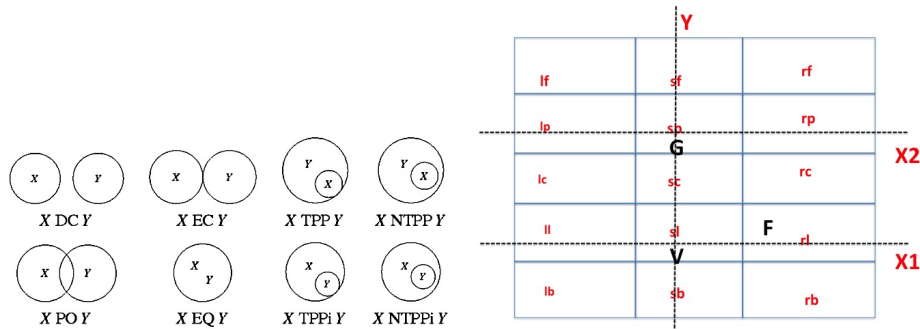 X Y X Y Y X Y X
X DC Y X EC Y X TPP Y X NTPP Y
X Y X Y X Y X Y
X PO Y X EQ Y X TPPi Y X NTPPi Y
Y
lf sf rf
lp sp rp
X2
G
lc sc rc
ll sl F rl
X1
V
lb sb rb